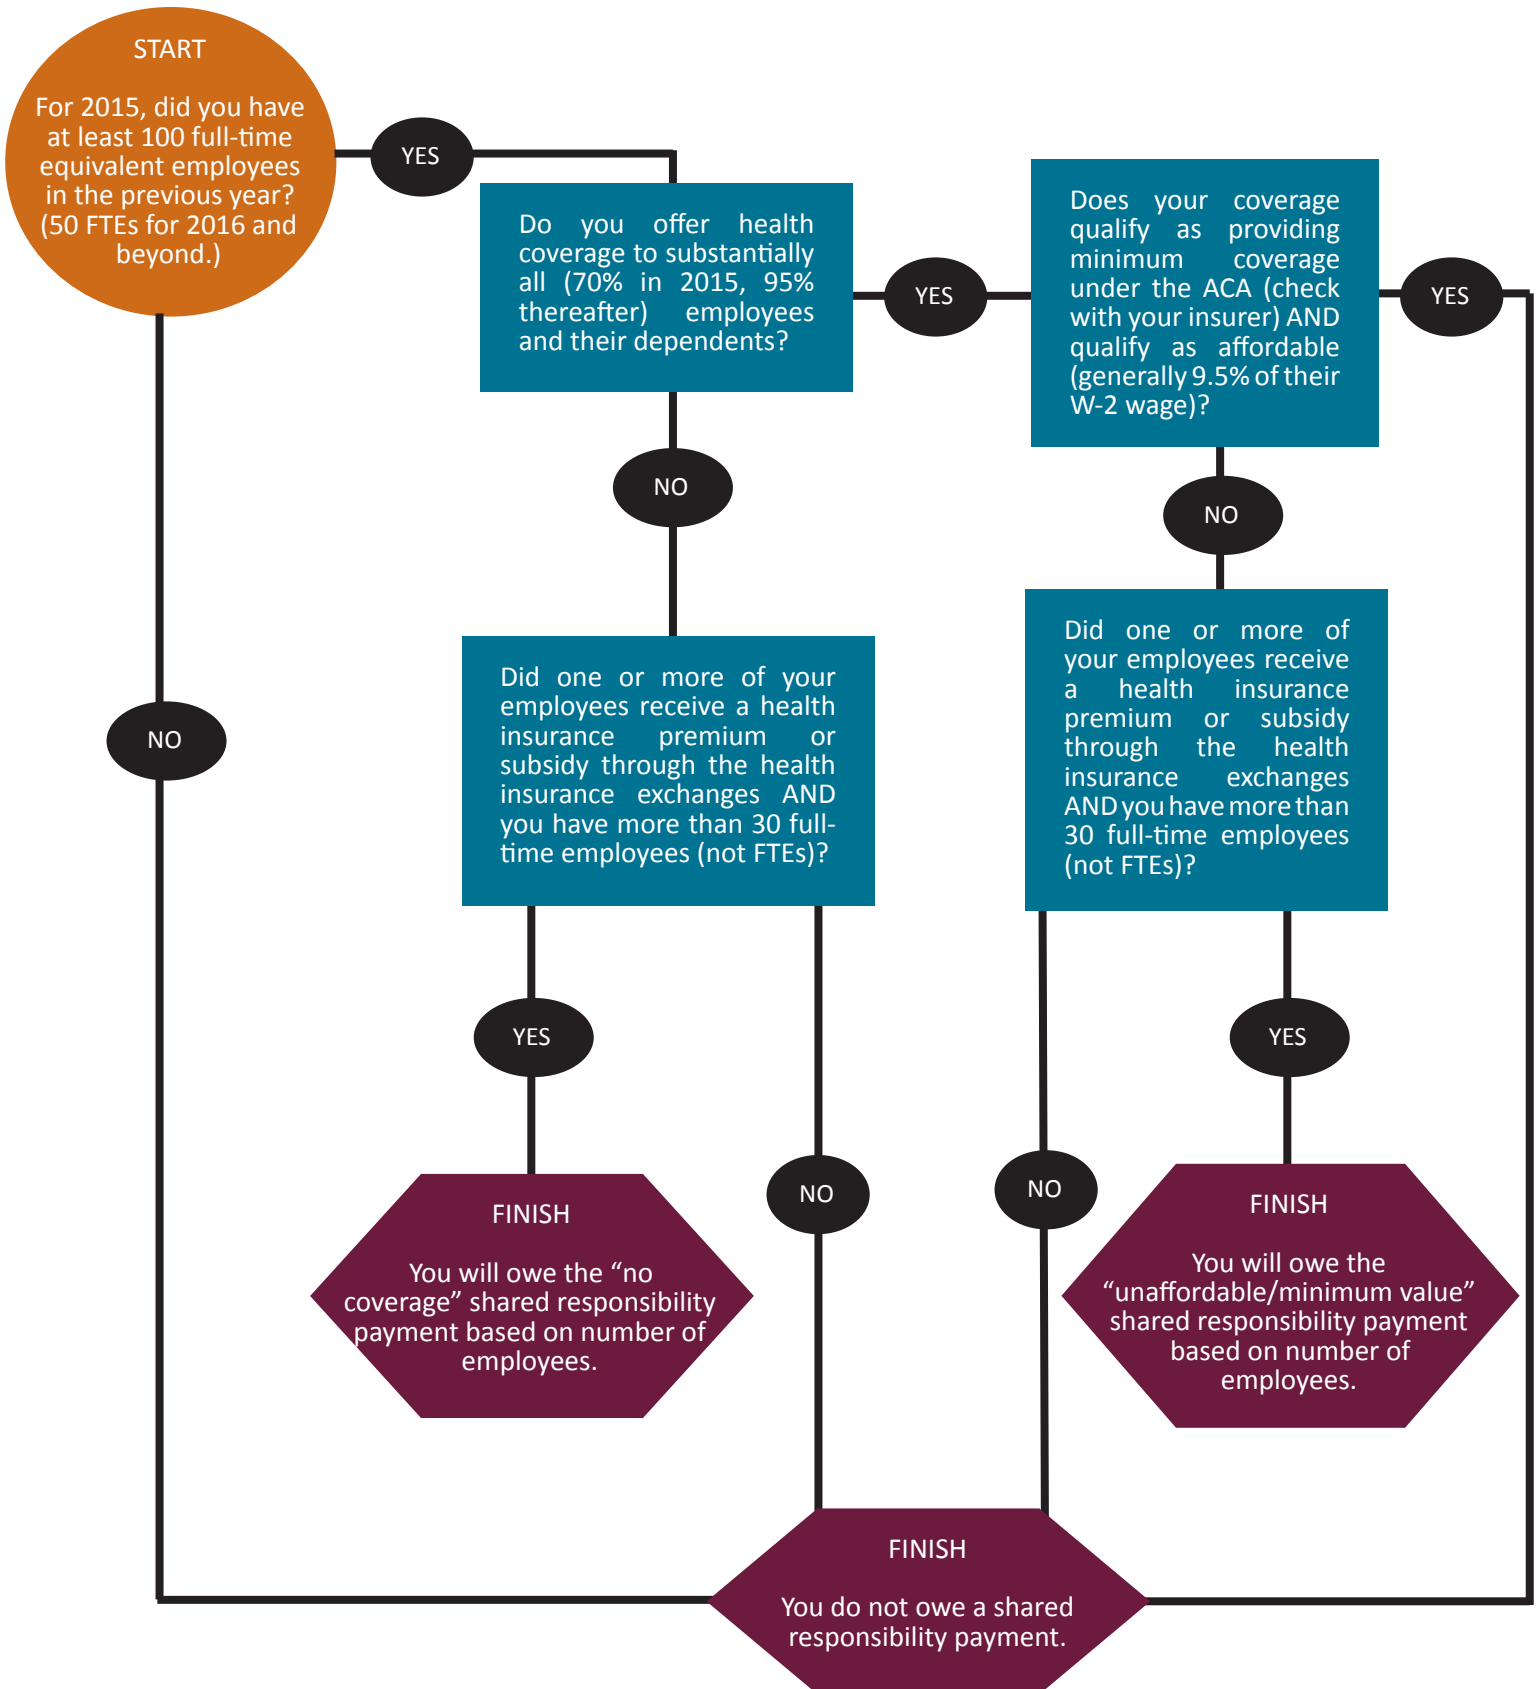 START
For 2015, did you have
at least 100 full-time
equivalent employees
in the previous year?
(50 FTEs for 2016 and
beyond.)
YES
Do you offer health
coverage to substantially
all (70% in 2015, 95%
thereafter) employees
and their dependents?
YES
Does your coverage
qualify as providing
minimum coverage
under the ACA (check
with your insurer) AND
qualify as affordable
(generally 9.5% of their
W-2 wage)?
YES
NO
NO
Did one or more of your
employees receive a health
insurance premium or
subsidy through the health
insurance exchanges AND
you have more than 30 full-
time employees (not FTEs)?
Did one or more of
your employees receive
a health insurance
premium or subsidy
through the health
insurance exchanges
AND you have more than
30 full-time employees
(not FTEs)?
NO
YES
NO
NO
YES
FINISH
You will owe the “no
coverage” shared responsibility
payment based on number of
employees.
FINISH
You will owe the
“unaffordable/minimum value”
shared responsibility payment
based on number of
employees.
FINISH
You do not owe a shared
responsibility payment.